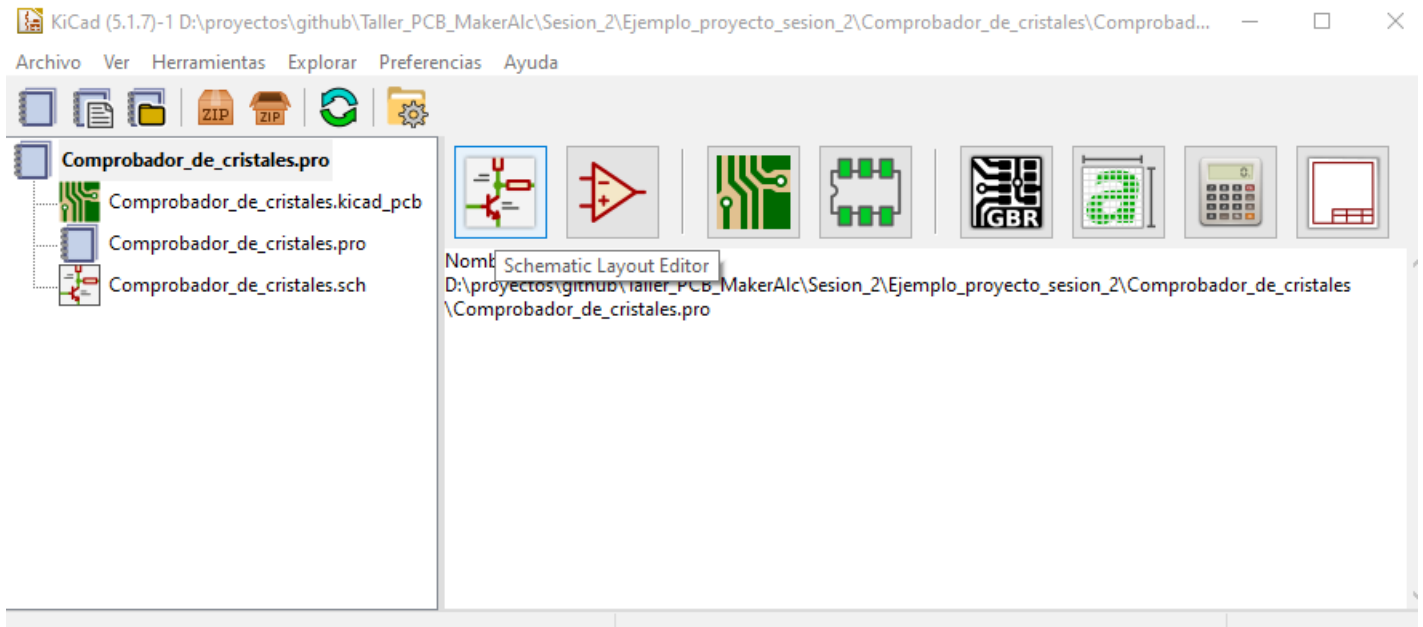 KiCad (5.1.7)-1 D:\proyectos\github\Taller_PCB_MakerAlc\Sesion_2\Ejemplo_proyecto_sesion_2\Comprobador_de_cristales\Comprobad...
Archivo Ver Herramientas Explorar Preferencias Ayuda
ZIP ZIP
Comprobador_de_cristales.pro
Comprobador_de_cristales.kicad_pcb
Comprobador_de_cristales.pro
Comprobador_de_cristales.sch
GBR a 0.
Schematic Layout Editor
D:\proyectos\github\Taller_PCB_MakerAlc\Sesion_2\Ejemplo_proyecto_sesion_2\Comprobador_de_cristales
\Comprobador_de_cristales.pro